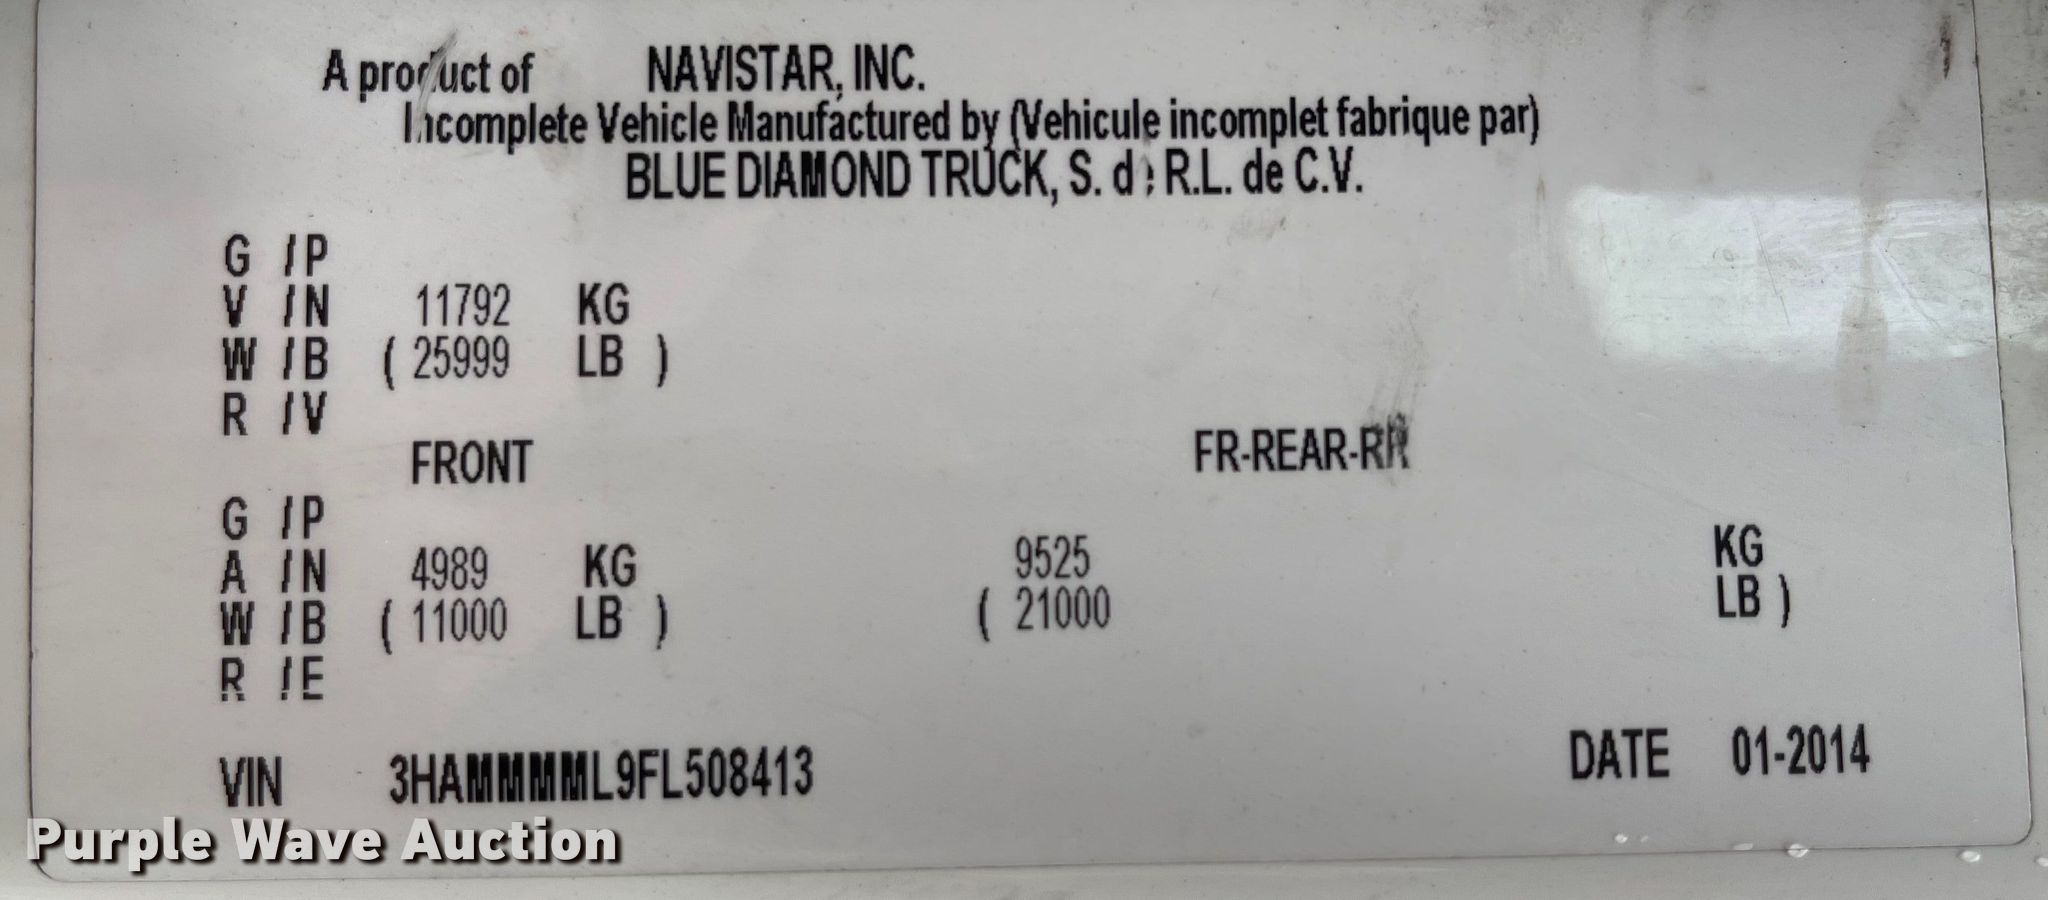 A product of NAVISTAR, INC.
Incomplete Vehicle Manufactured by (Vehicule incomplet fabrique par)
BLUE DIAMOND TRUCK, S. de R.L. de C.V.
G / P
V / N 11792 KG
W / B ( 25999 LB )
R / V
FRONT FR-REAR-RR
G / P
A / N 4989 KG 9525 KG
W / B ( 11000 LB ) ( 21000 LB )
R / E
VIN 3HAMMMML9FL508413 DATE 01-2014
Purple Wave Auction